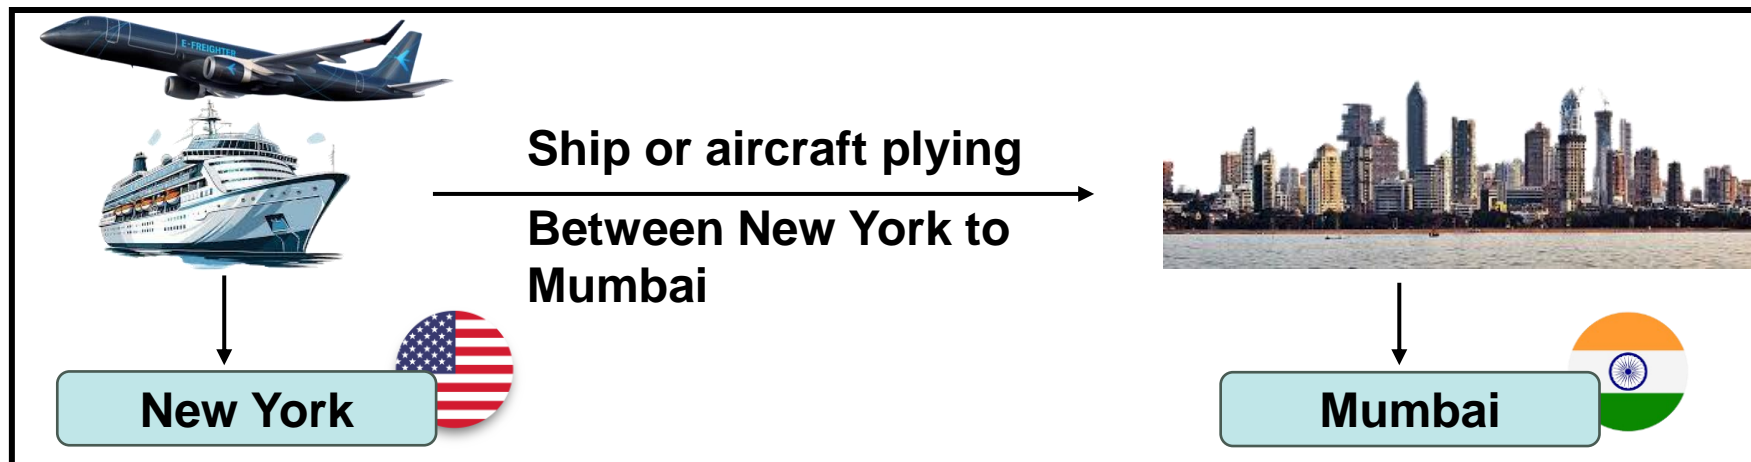 E-FREIGHTER
Ship or aircraft plying
Between New York to
Mumbai
New York
Mumbai